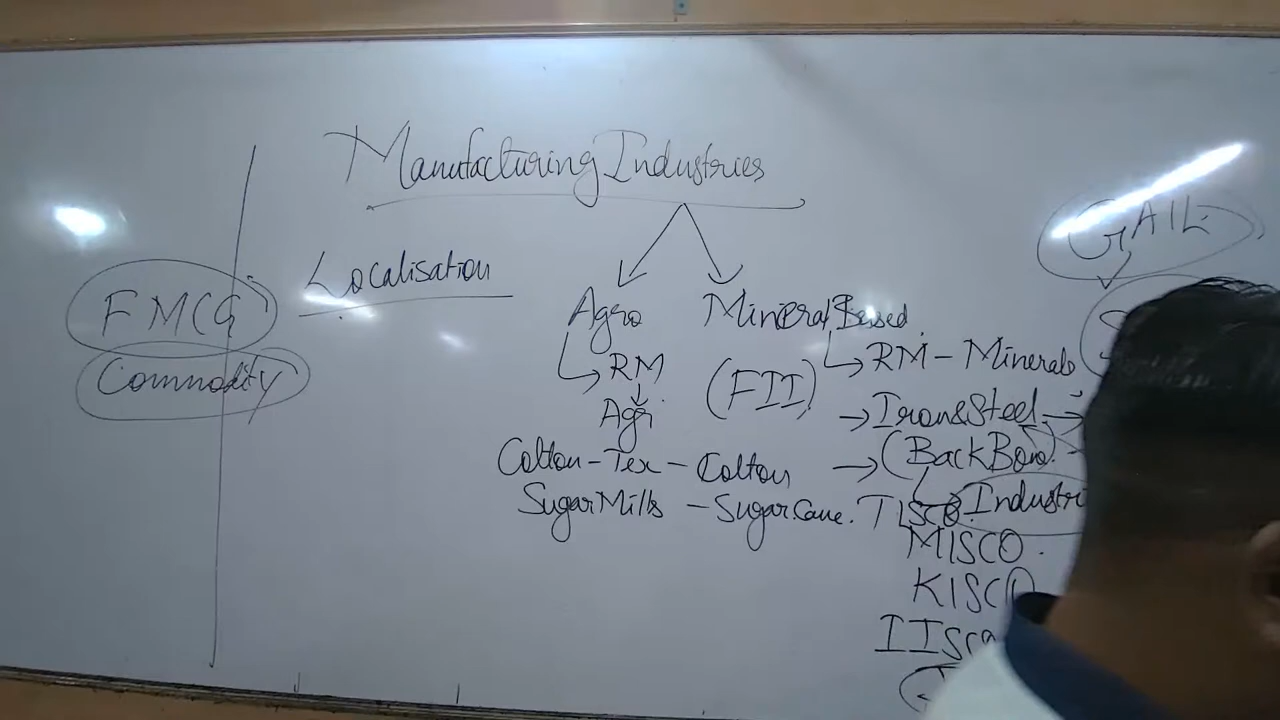 Manufacturing Industries
Localisation
FMCG
Commodity
Agro
RM
Agri
Cotton-Tex-Cotton
Sugar Mills - Sugar Cane.
Mineral Based
RM-Minerals
(FII)
Iron & Steel
(BackBone)
Industri
TISCO
MISCO
KISCO
IISCO
GAIL